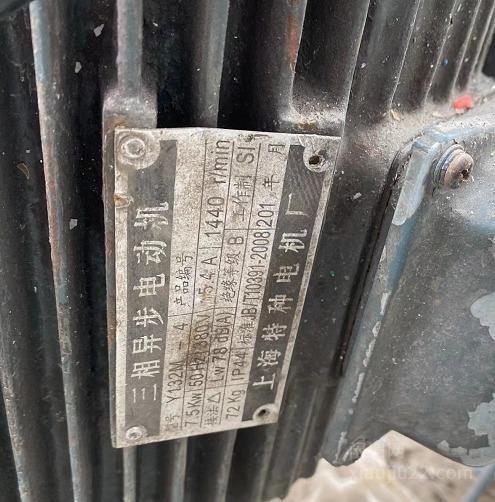 三相异步电动机
型号 Y132M-4 产品编号
7.5Kw 50Hz 380V 15.4A 1440 r/min
接法 △ Lw 78 dB(A) 绝缘等级 B 工作制 S1
72Kg IP44 标准JB/T10391-2008 201 年 月
上海特种电机厂